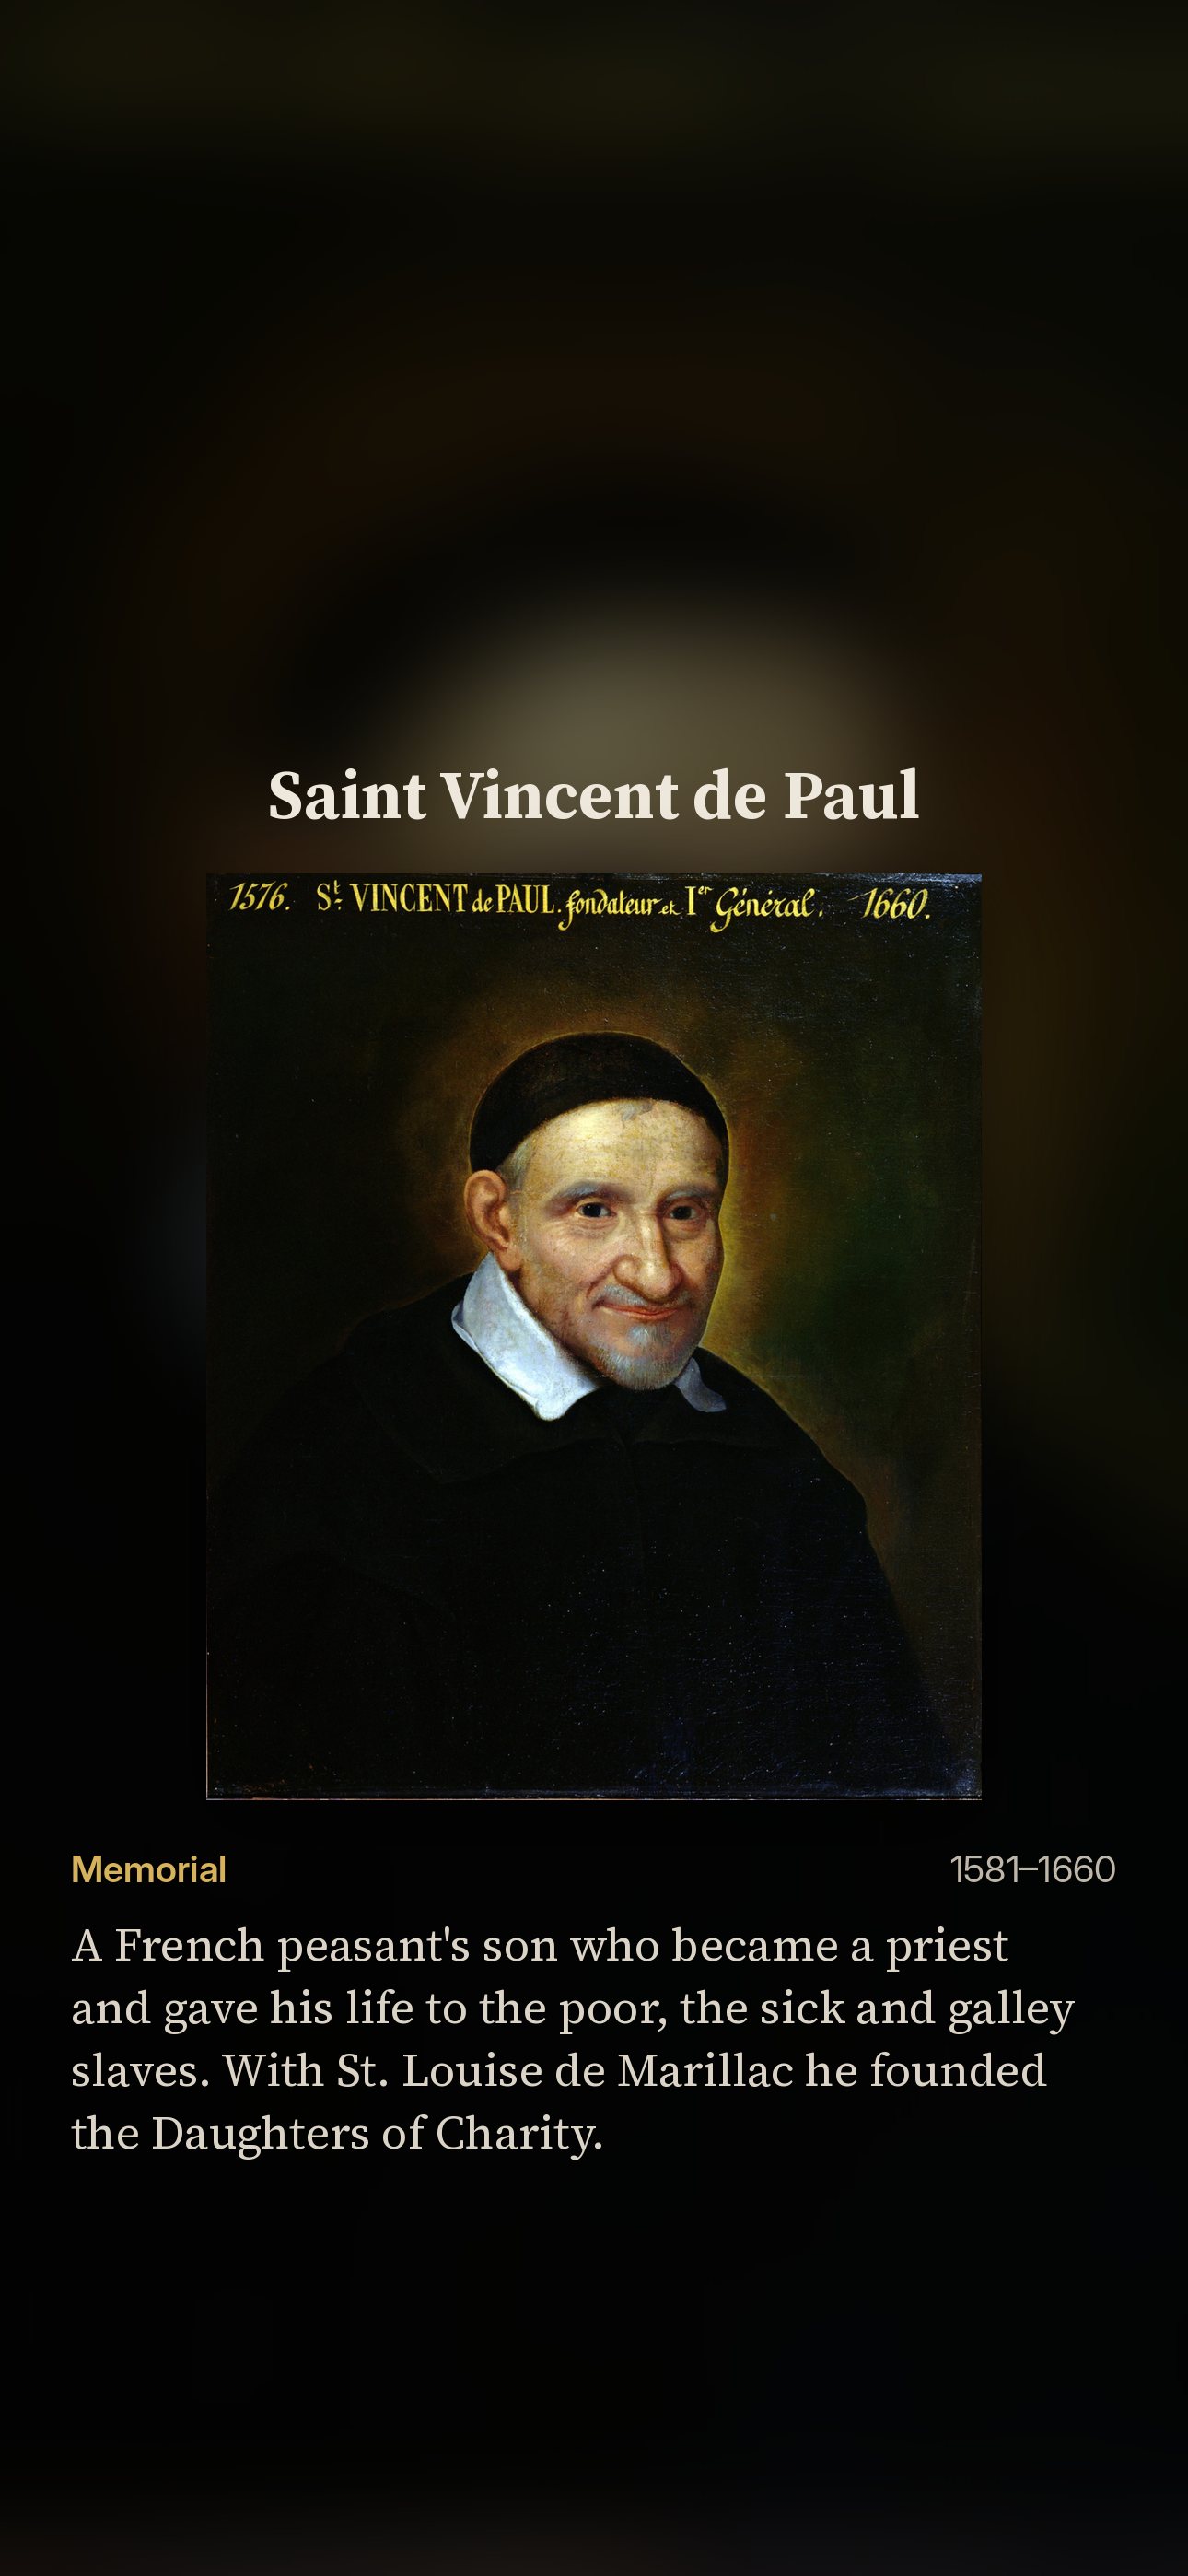 Saint Vincent de Paul
1576. St VINCENT de PAUL. fondateur et Ier Général. 1660.
Memorial 1581–1660
A French peasant's son who became a priest
and gave his life to the poor, the sick and galley
slaves. With St. Louise de Marillac he founded
the Daughters of Charity.